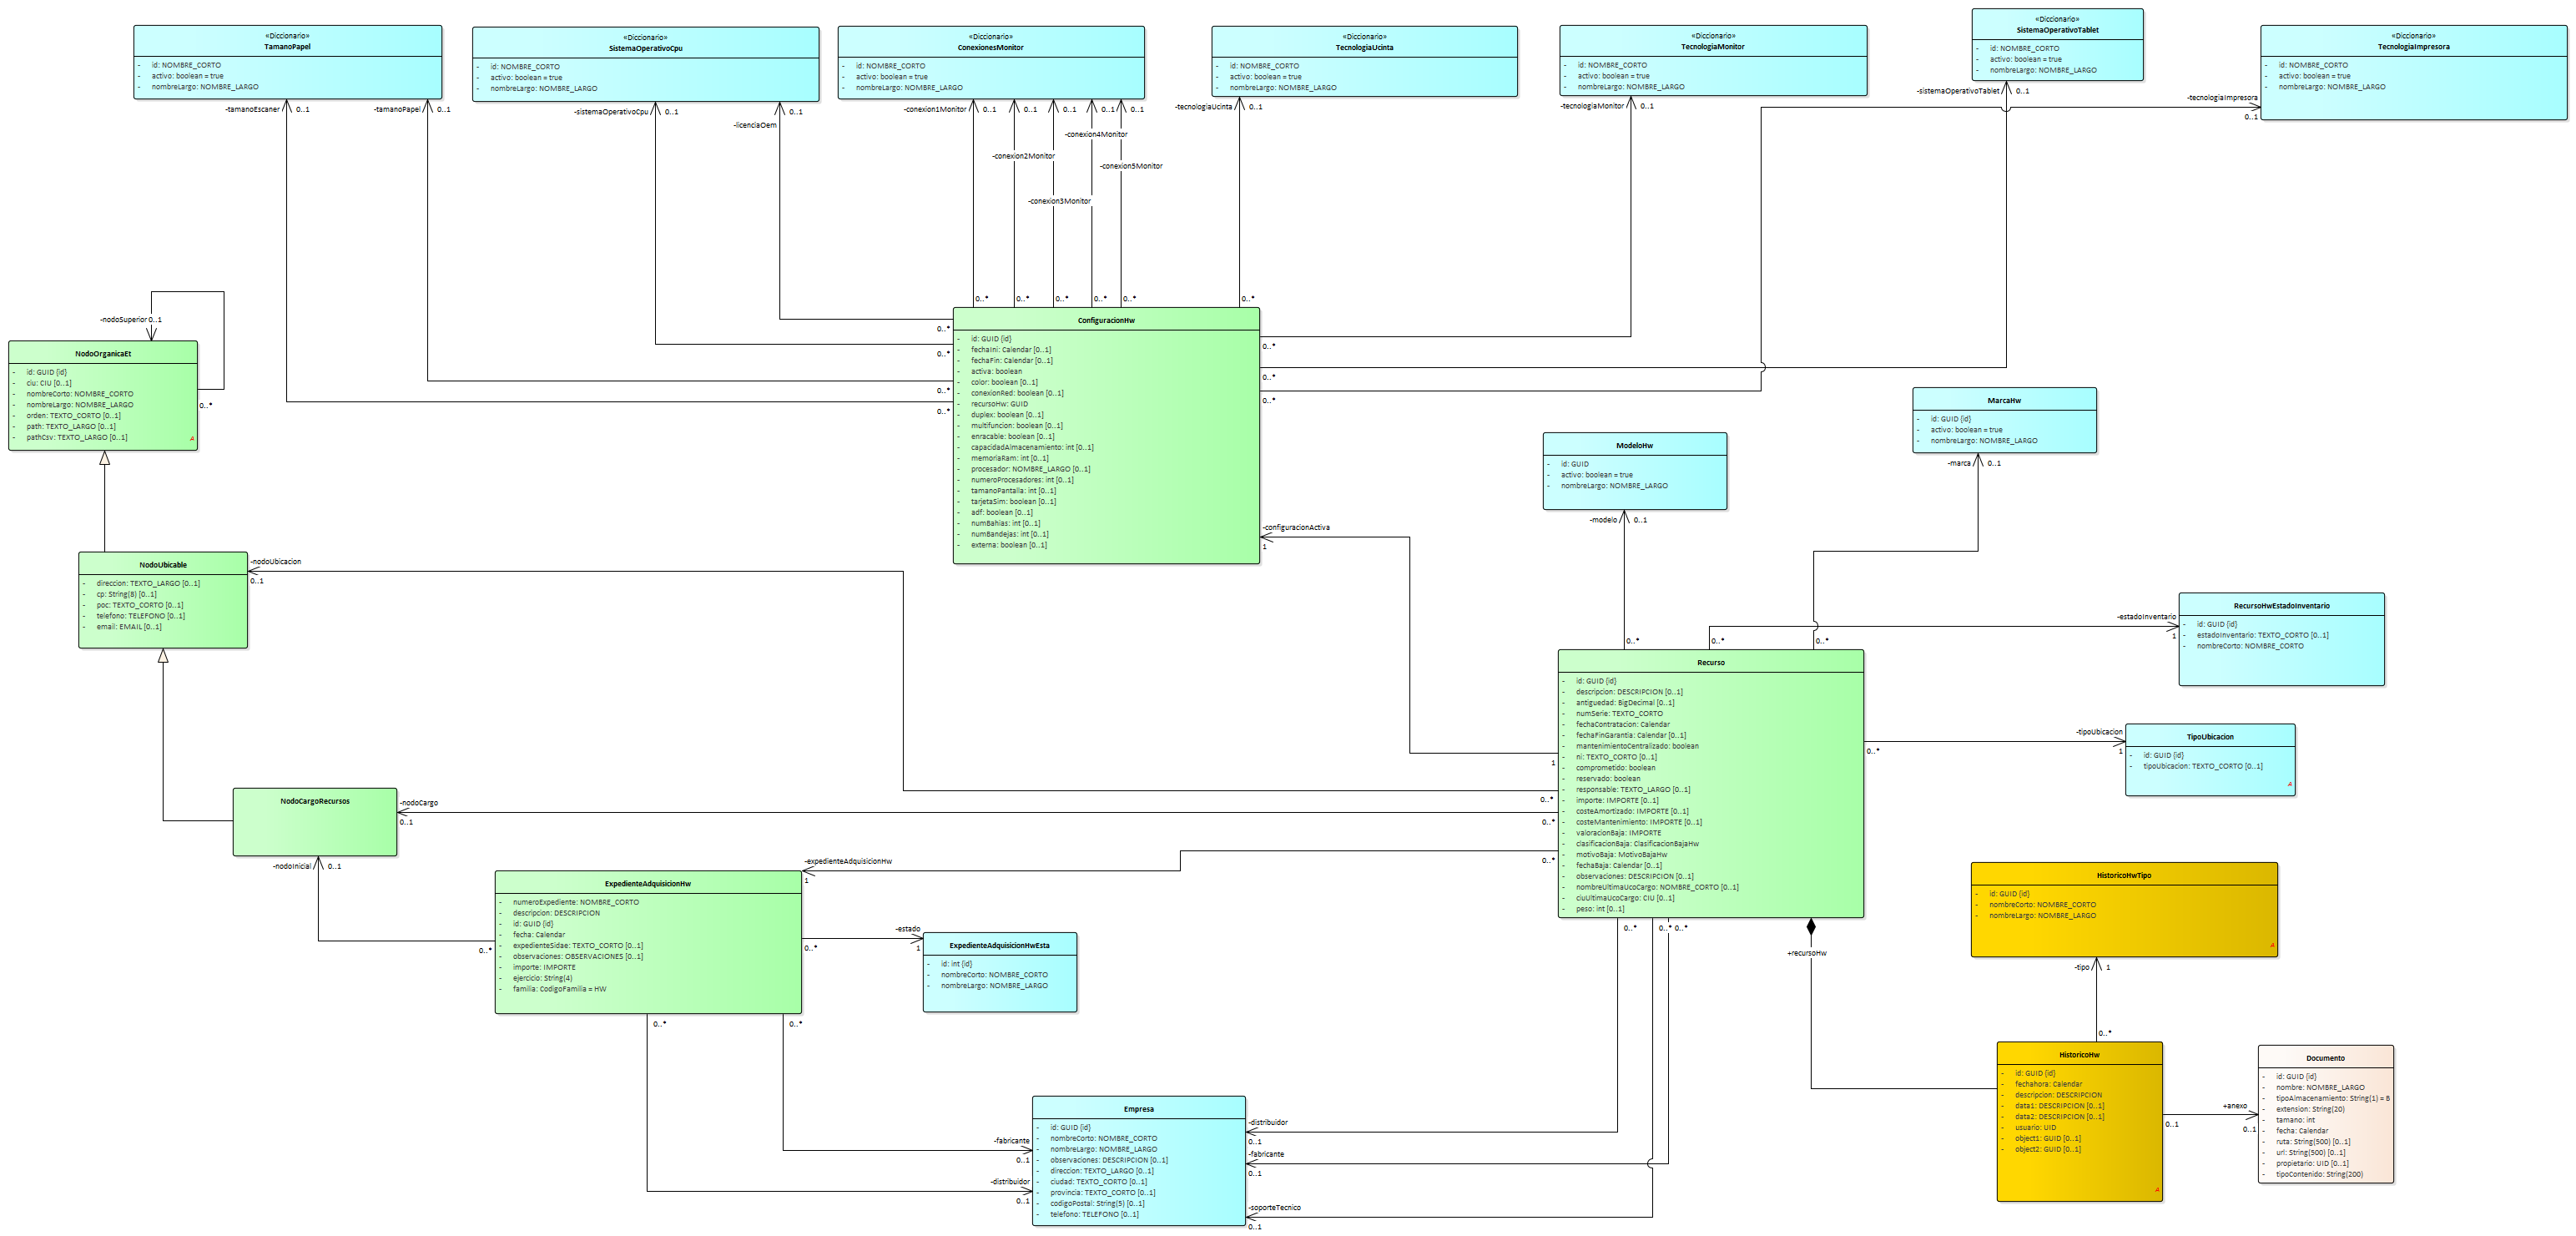 «Diccionario»
TamanoPapel
- id: NOMBRE_CORTO
- activo: boolean = true
- nombreLargo: NOMBRE_LARGO
«Diccionario»
SistemaOperativoCpu
- id: NOMBRE_CORTO
- activo: boolean = true
- nombreLargo: NOMBRE_LARGO
«Diccionario»
ConexionesMonitor
- id: NOMBRE_CORTO
- activo: boolean = true
- nombreLargo: NOMBRE_LARGO
«Diccionario»
TecnologiaUcinta
- id: NOMBRE_CORTO
- activo: boolean = true
- nombreLargo: NOMBRE_LARGO
«Diccionario»
TecnologiaMonitor
- id: NOMBRE_CORTO
- activo: boolean = true
- nombreLargo: NOMBRE_LARGO
«Diccionario»
SistemaOperativoTablet
- id: NOMBRE_CORTO
- activo: boolean = true
- nombreLargo: NOMBRE_LARGO
«Diccionario»
TecnologiaImpresora
- id: NOMBRE_CORTO
- activo: boolean = true
- nombreLargo: NOMBRE_LARGO
-tamanoEscaner 0..1
-tamanoPapel 0..1
-sistemaOperativoCpu 0..1
-licenciaOem 0..1
-conexion1Monitor 0..1
0..1
0..1
0..1
0..1
-conexion4Monitor
-conexion2Monitor
-conexion5Monitor
-conexion3Monitor
-tecnologiaUcinta 0..1
-tecnologiaMonitor 0..1
-sistemaOperativoTablet 0..1
-tecnologiaImpresora
0..1
0..*
0..*
0..*
0..*
0..*
0..*
-nodoSuperior 0..1
NodoOrganicaEt
- id: GUID {id}
- ciu: CIU [0..1]
- nombreCorto: NOMBRE_CORTO
- nombreLargo: NOMBRE_LARGO
- orden: TEXTO_CORTO [0..1]
- path: TEXTO_LARGO [0..1]
- pathCsv: TEXTO_LARGO [0..1]
A
0..*
ConfiguracionHw
- id: GUID {id}
- fechaIni: Calendar [0..1]
- fechaFin: Calendar [0..1]
- activa: boolean
- color: boolean [0..1]
- conexionRed: boolean [0..1]
- recursoHw: GUID
- duplex: boolean [0..1]
- multifuncion: boolean [0..1]
- enracable: boolean [0..1]
- capacidadAlmacenamiento: int [0..1]
- memoriaRam: int [0..1]
- procesador: NOMBRE_LARGO [0..1]
- numeroProcesadores: int [0..1]
- tamanoPantalla: int [0..1]
- tarjetaSim: boolean [0..1]
- adf: boolean [0..1]
- numBahias: int [0..1]
- numBandejas: int [0..1]
- externa: boolean [0..1]
0..*
0..*
0..*
0..*
0..*
0..*
0..*
-configuracionActiva
1
MarcaHw
- id: GUID {id}
- activo: boolean = true
- nombreLargo: NOMBRE_LARGO
-marca 0..1
ModeloHw
- id: GUID
- activo: boolean = true
- nombreLargo: NOMBRE_LARGO
-modelo 0..1
NodoUbicable
- direccion: TEXTO_LARGO [0..1]
- cp: String(8) [0..1]
- poc: TEXTO_CORTO [0..1]
- telefono: TELEFONO [0..1]
- email: EMAIL [0..1]
-nodoUbicacion
0..1
RecursoHwEstadoInventario
- id: GUID {id}
- estadoInventario: TEXTO_CORTO [0..1]
- nombreCorto: NOMBRE_CORTO
-estadoInventario
1
0..*
0..*
0..*
Recurso
- id: GUID {id}
- descripcion: DESCRIPCION [0..1]
- antiguedad: BigDecimal [0..1]
- numSerie: TEXTO_CORTO
- fechaContratacion: Calendar
- fechaFinGarantia: Calendar [0..1]
- mantenimientoCentralizado: boolean
- ni: TEXTO_CORTO [0..1]
- comprometido: boolean
- reservado: boolean
- responsable: TEXTO_LARGO [0..1]
- importe: IMPORTE [0..1]
- costeAmortizado: IMPORTE [0..1]
- costeMantenimiento: IMPORTE [0..1]
- valoracionBaja: IMPORTE
- clasificacionBaja: ClasificacionBajaHw
- motivoBaja: MotivoBajaHw
- fechaBaja: Calendar [0..1]
- observaciones: DESCRIPCION [0..1]
- nombreUltimaUcoCargo: NOMBRE_CORTO [0..1]
- ciuUltimaUcoCargo: CIU [0..1]
- peso: int [0..1]
1
0..*
0..*
0..*
0..*
-tipoUbicacion
1
TipoUbicacion
- id: GUID {id}
- tipoUbicacion: TEXTO_CORTO [0..1]
A
NodoCargoRecursos
-nodoCargo
0..1
-nodoInicial 0..1
-expedienteAdquisicionHw
1
ExpedienteAdquisicionHw
- numeroExpediente: NOMBRE_CORTO
- descripcion: DESCRIPCION
- id: GUID {id}
- fecha: Calendar
- expedienteSidae: TEXTO_CORTO [0..1]
- observaciones: OBSERVACIONES [0..1]
- importe: IMPORTE
- ejercicio: String(4)
- familia: CodigoFamilia = HW
0..*
0..*
-estado
1
ExpedienteAdquisicionHwEsta
- id: int {id}
- nombreCorto: NOMBRE_CORTO
- nombreLargo: NOMBRE_LARGO
0..*
0..*
0..*
0..* 0..*
+recursoHw
HistoricoHwTipo
- id: GUID {id}
- nombreCorto: NOMBRE_CORTO
- nombreLargo: NOMBRE_LARGO
A
-tipo 1
0..*
HistoricoHw
- id: GUID {id}
- fechahora: Calendar
- descripcion: DESCRIPCION
- data1: DESCRIPCION [0..1]
- data2: DESCRIPCION [0..1]
- usuario: UID
- object1: GUID [0..1]
- object2: GUID [0..1]
A
+anexo
0..1
0..1
Documento
- id: GUID {id}
- nombre: NOMBRE_LARGO
- tipoAlmacenamiento: String(1) = B
- extension: String(20)
- tamano: int
- fecha: Calendar
- ruta: String(500) [0..1]
- url: String(500) [0..1]
- propietario: UID [0..1]
- tipoContenido: String(200)
Empresa
- id: GUID {id}
- nombreCorto: NOMBRE_CORTO
- nombreLargo: NOMBRE_LARGO
- observaciones: DESCRIPCION [0..1]
- direccion: TEXTO_LARGO [0..1]
- ciudad: TEXTO_CORTO [0..1]
- provincia: TEXTO_CORTO [0..1]
- codigoPostal: String(5) [0..1]
- telefono: TELEFONO [0..1]
-fabricante
0..1
-distribuidor
0..1
-distribuidor
0..1
-fabricante
0..1
-soporteTecnico
0..1